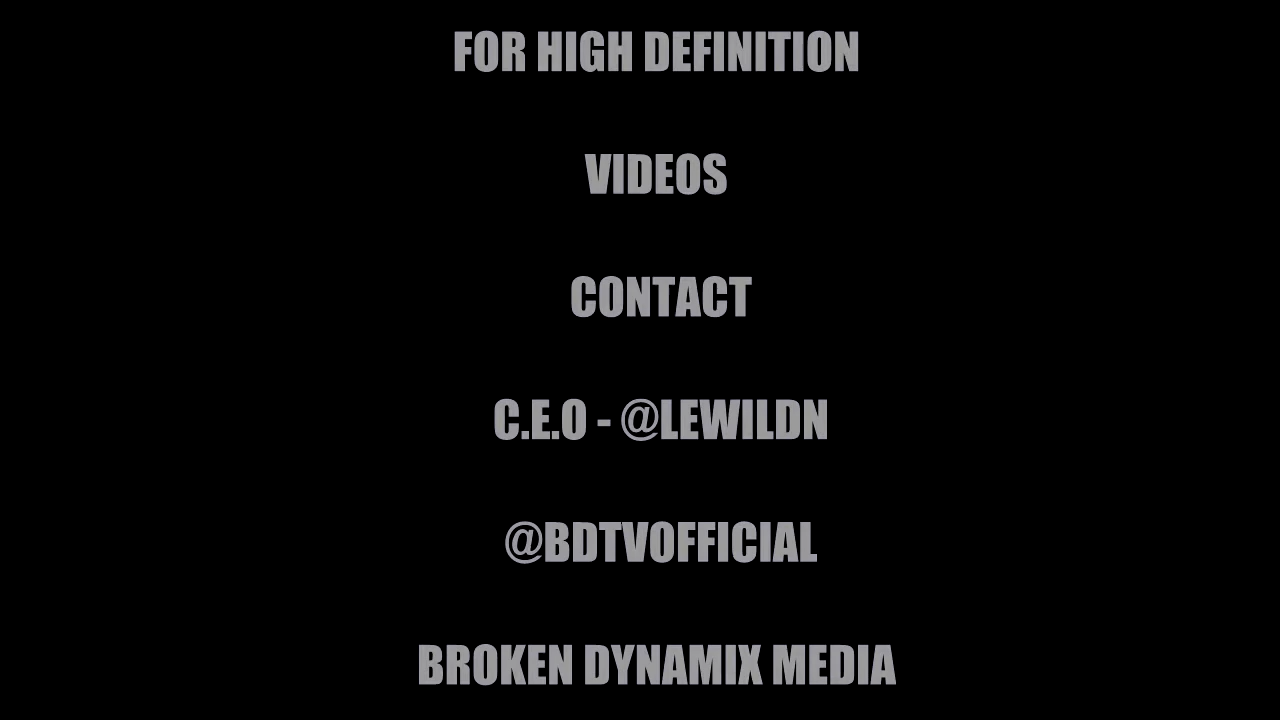 FOR HIGH DEFINITION
VIDEOS
CONTACT
C.E.O - @LEWILDN
@BDTVOFFICIAL
BROKEN DYNAMIX MEDIA